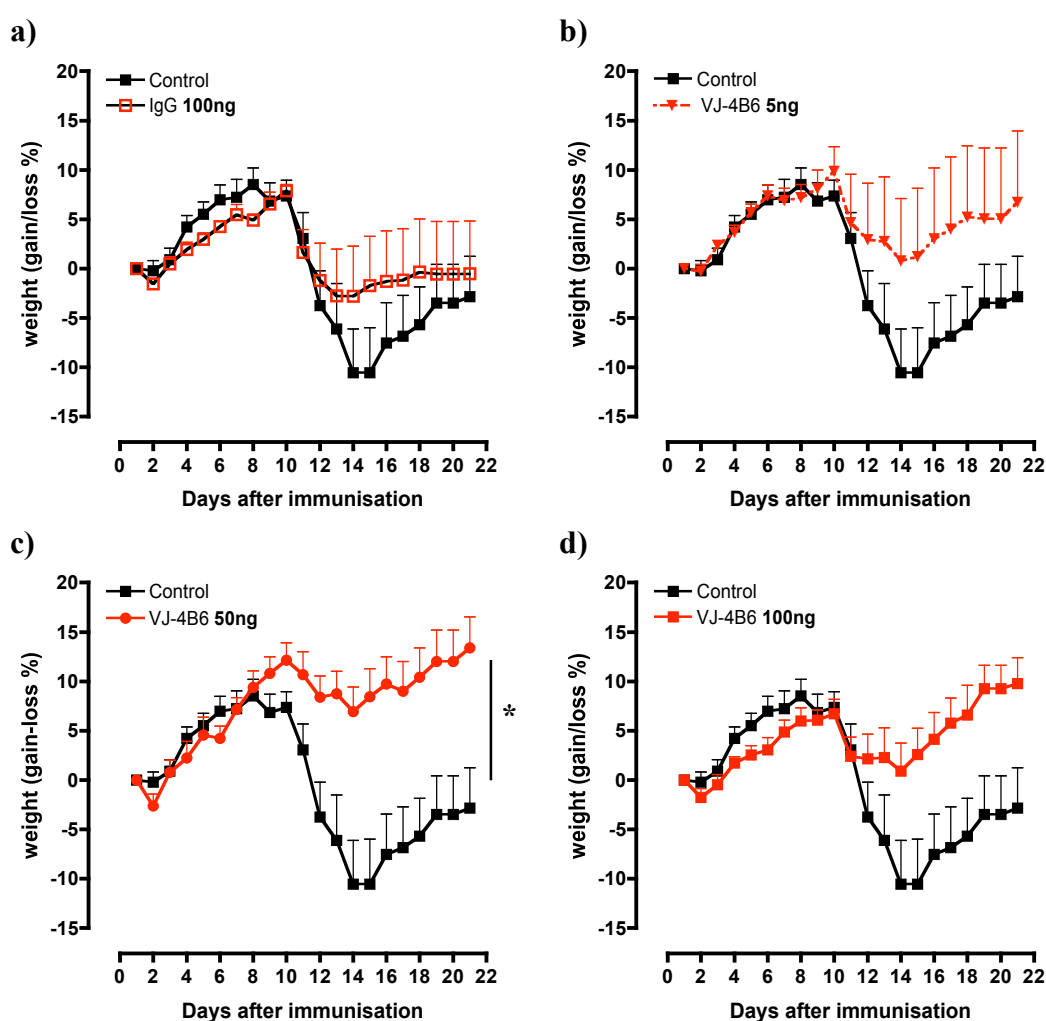 a)
Control
IgG 100ng
weight (gain/loss %)
20
15
10
5
0
-5
-10
-15
0 2 4 6 8 10 12 14 16 18 20 22
Days after immunisation
b)
Control
VJ-4B6 5ng
weight (gain/loss %)
20
15
10
5
0
-5
-10
-15
0 2 4 6 8 10 12 14 16 18 20 22
Days after immunisation
c)
Control
VJ-4B6 50ng
weight (gain-loss %)
20
15
10
5
0
-5
-10
-15
*
0 2 4 6 8 10 12 14 16 18 20 22
Days after immunisation
d)
Control
VJ-4B6 100ng
weight (gain/loss %)
20
15
10
5
0
-5
-10
-15
0 2 4 6 8 10 12 14 16 18 20 22
Days after immunisation